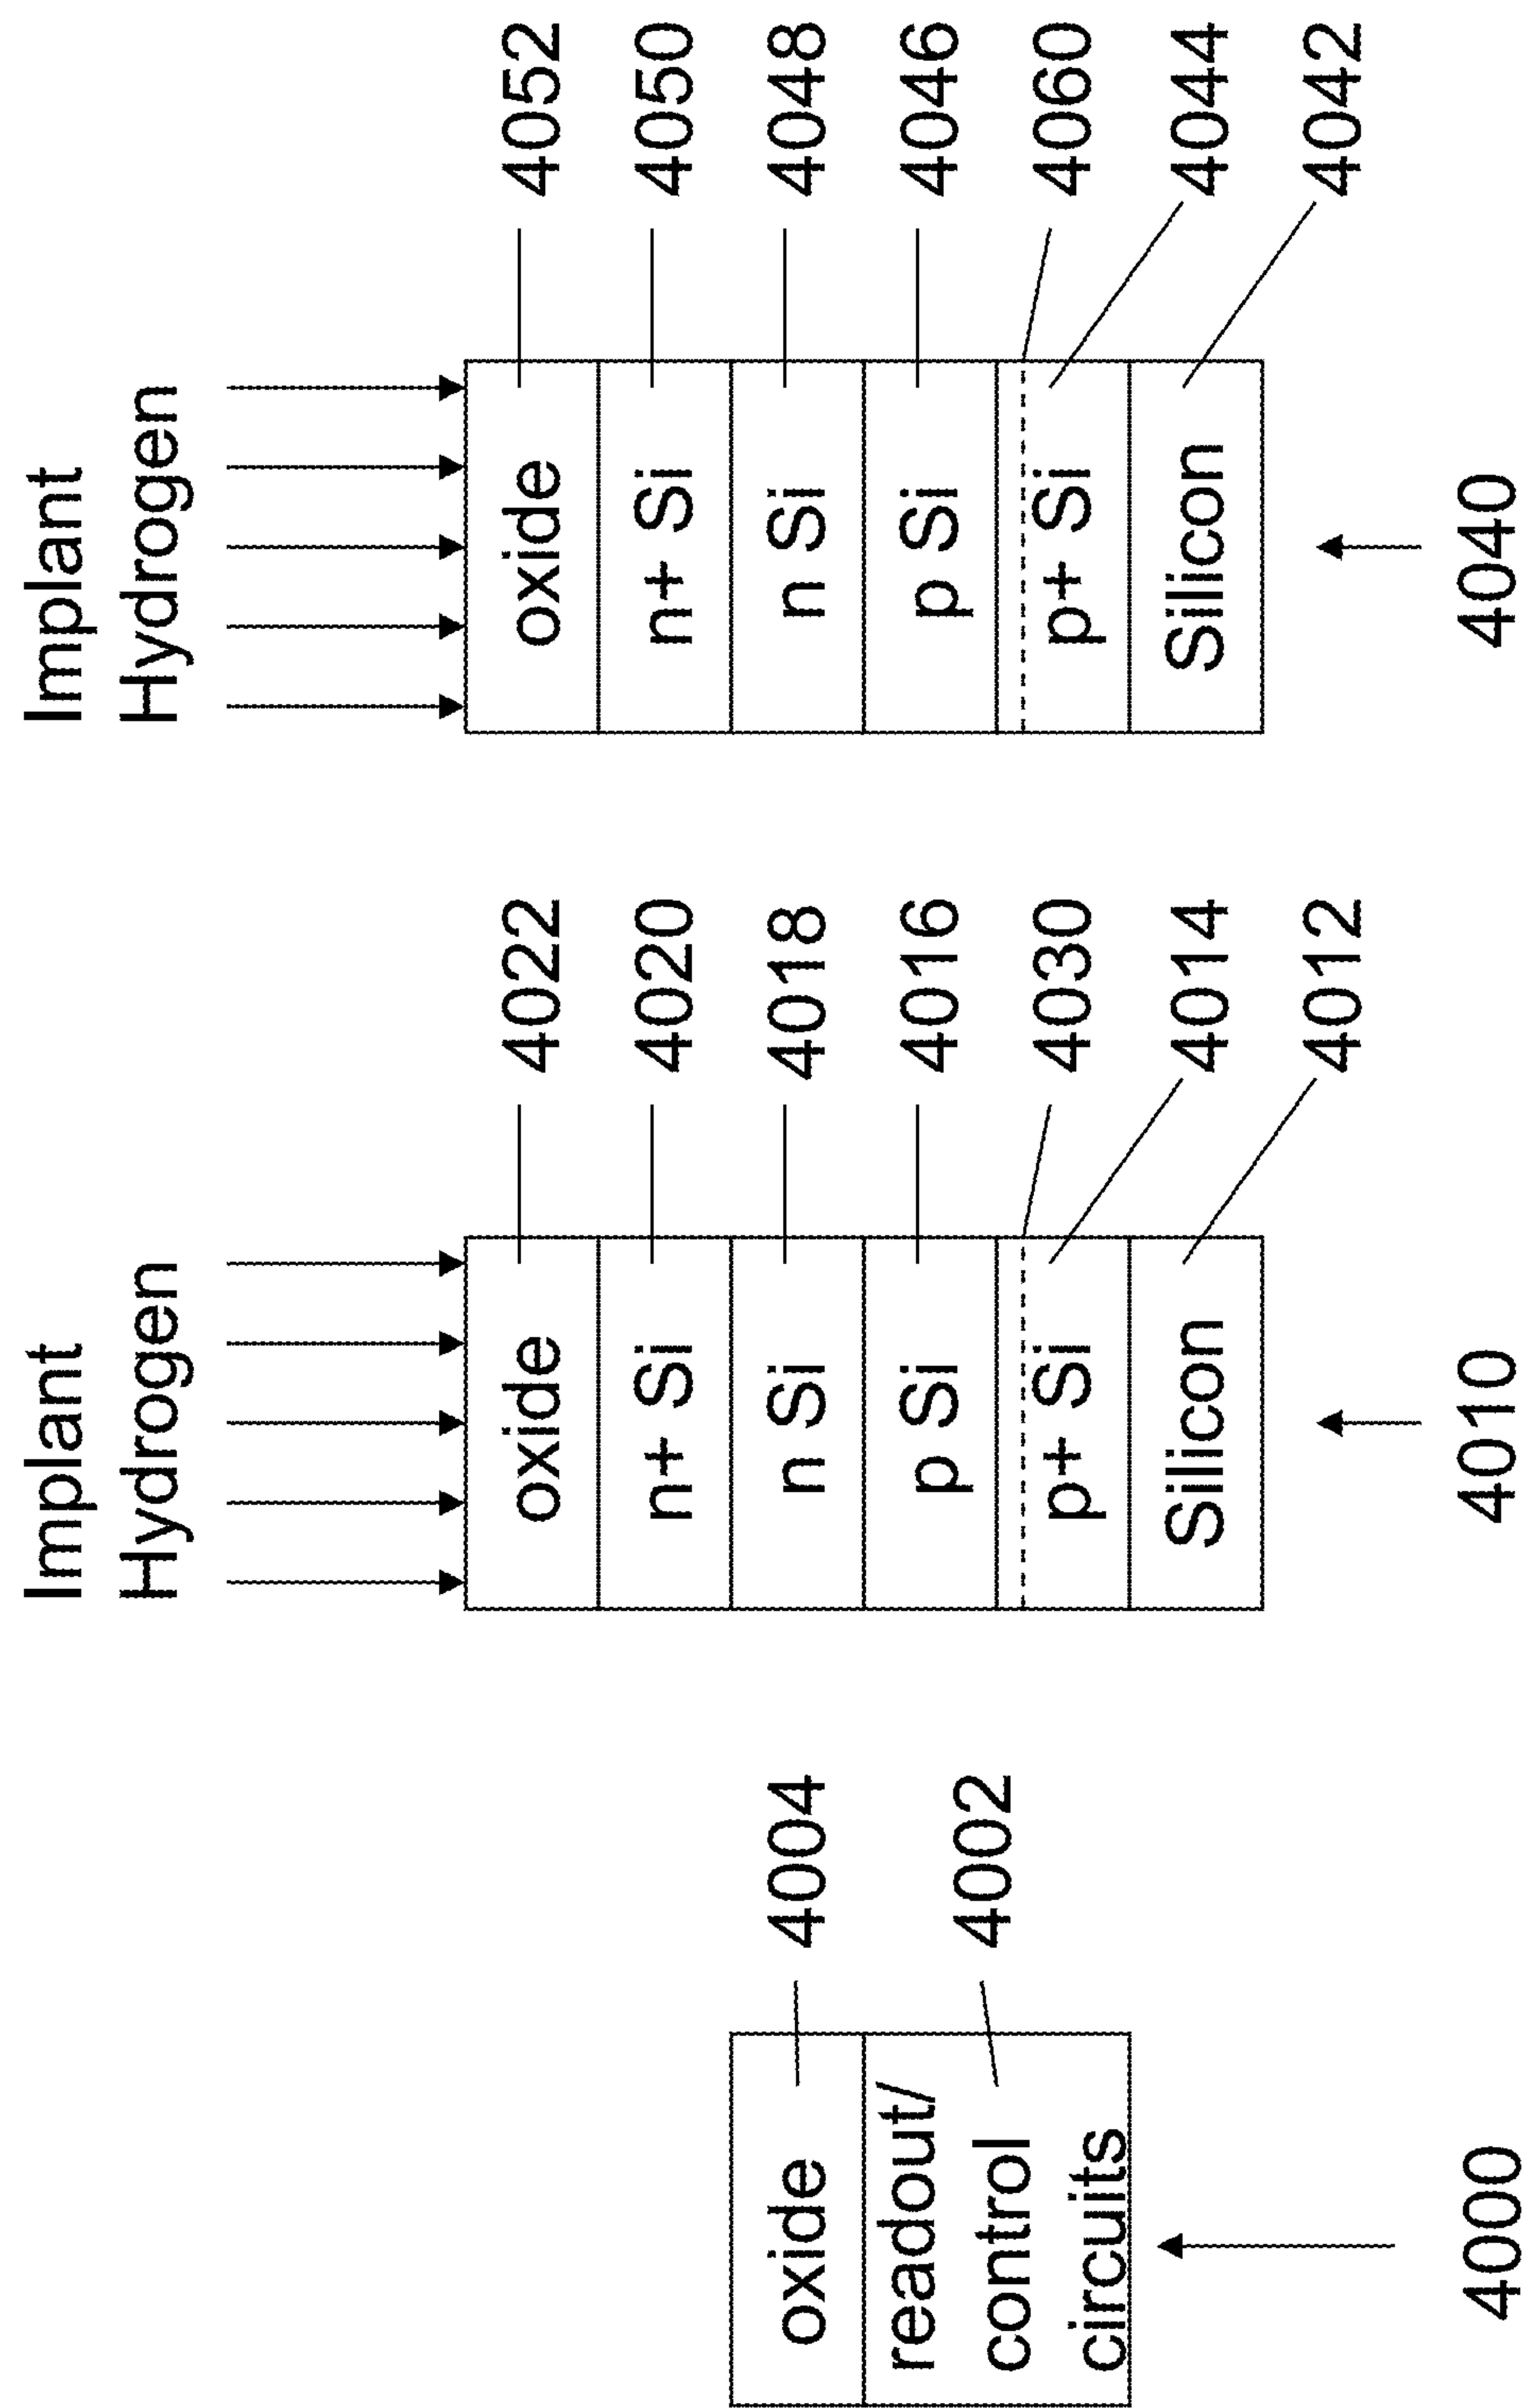 oxide
4004
readout/
control
circuits
4002
4000
Implant
Hydrogen
oxide
4022
n+ Si
4020
n Si
4018
p Si
4016
4030
p+ Si
4014
Silicon
4012
4010
Implant
Hydrogen
oxide
4052
n+ Si
4050
n Si
4048
p Si
4046
4060
p+ Si
4044
Silicon
4042
4040